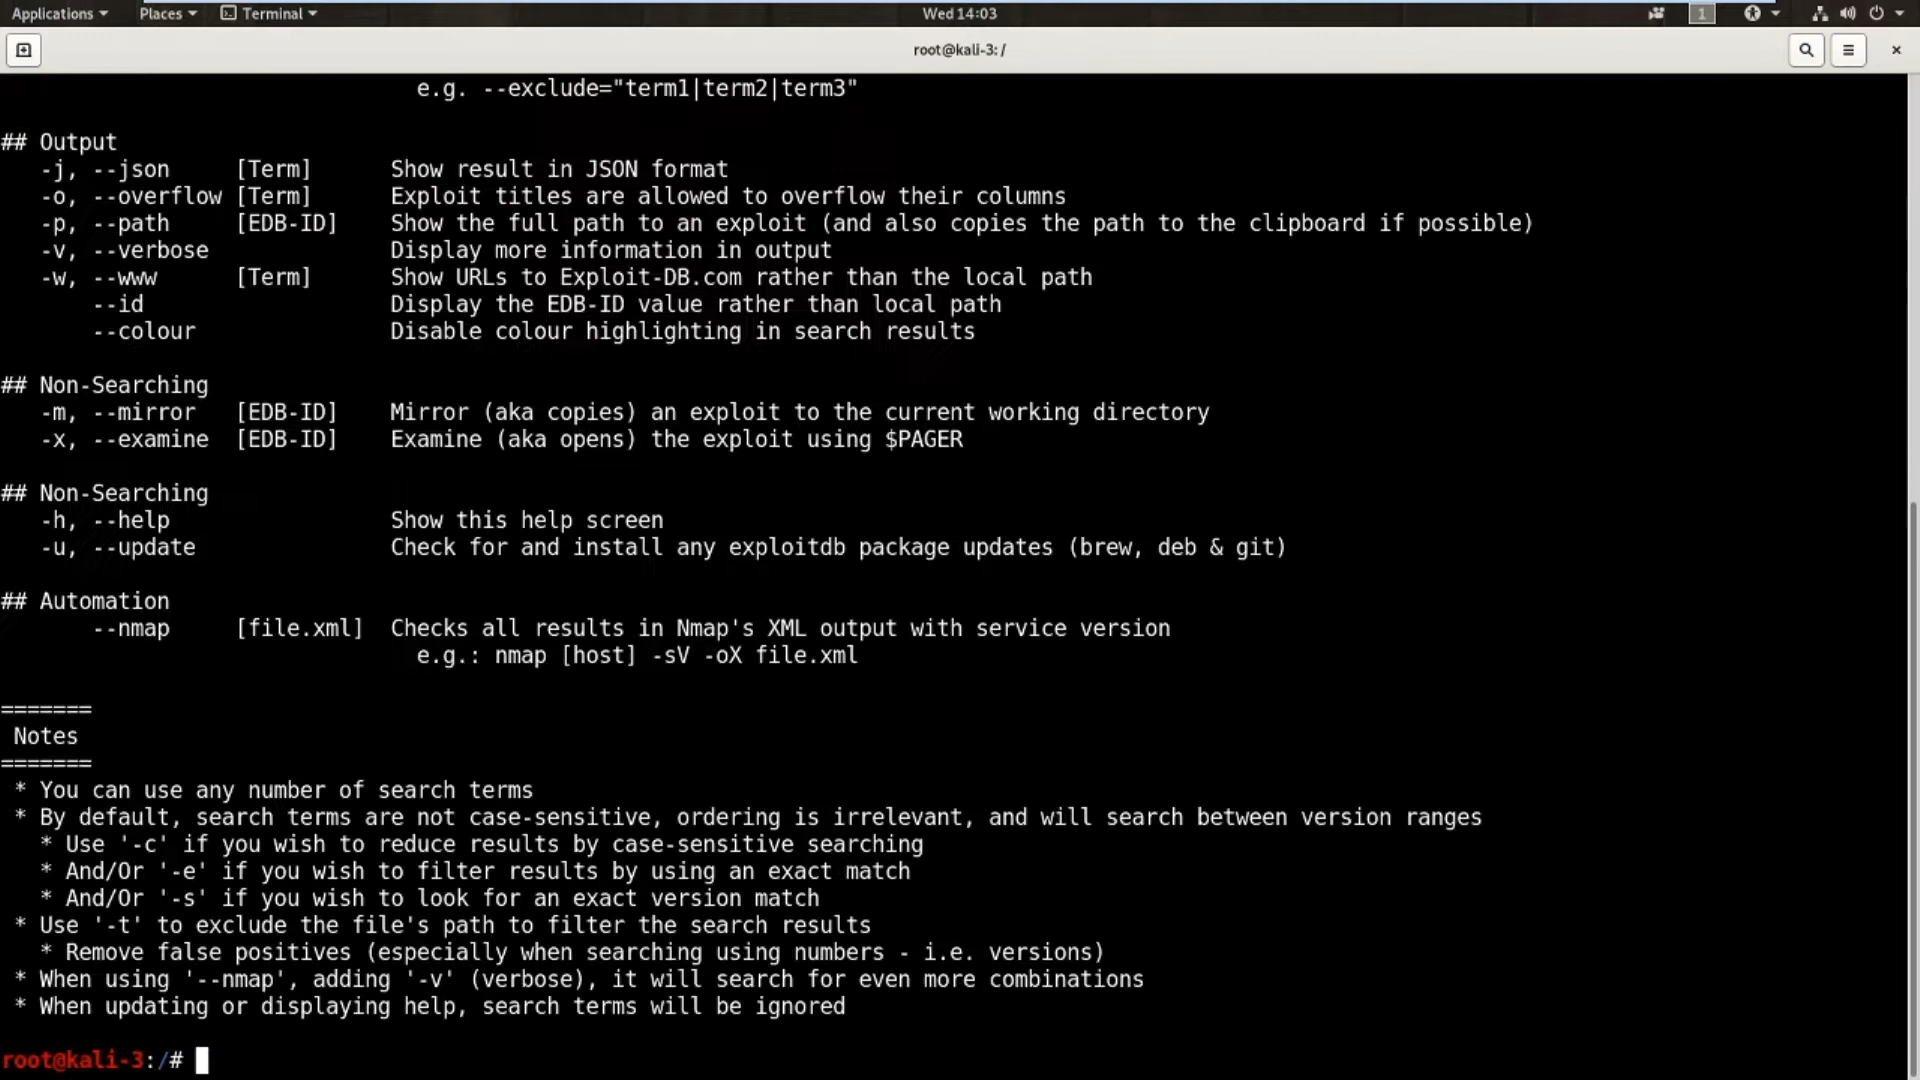 Applications Places Terminal Wed 14:03 1
root@kali-3: /
e.g. --exclude="term1|term2|term3"
## Output
-j, --json [Term] Show result in JSON format
-o, --overflow [Term] Exploit titles are allowed to overflow their columns
-p, --path [EDB-ID] Show the full path to an exploit (and also copies the path to the clipboard if possible)
-v, --verbose Display more information in output
-w, --www [Term] Show URLs to Exploit-DB.com rather than the local path
--id Display the EDB-ID value rather than local path
--colour Disable colour highlighting in search results
## Non-Searching
-m, --mirror [EDB-ID] Mirror (aka copies) an exploit to the current working directory
-x, --examine [EDB-ID] Examine (aka opens) the exploit using $PAGER
## Non-Searching
-h, --help Show this help screen
-u, --update Check for and install any exploitdb package updates (brew, deb & git)
## Automation
--nmap [file.xml] Checks all results in Nmap's XML output with service version
e.g.: nmap [host] -sV -oX file.xml
=======
Notes
=======
* You can use any number of search terms
* By default, search terms are not case-sensitive, ordering is irrelevant, and will search between version ranges
* Use '-c' if you wish to reduce results by case-sensitive searching
* And/Or '-e' if you wish to filter results by using an exact match
* And/Or '-s' if you wish to look for an exact version match
* Use '-t' to exclude the file's path to filter the search results
* Remove false positives (especially when searching using numbers - i.e. versions)
* When using '--nmap', adding '-v' (verbose), it will search for even more combinations
* When updating or displaying help, search terms will be ignored
root@kali-3:/#